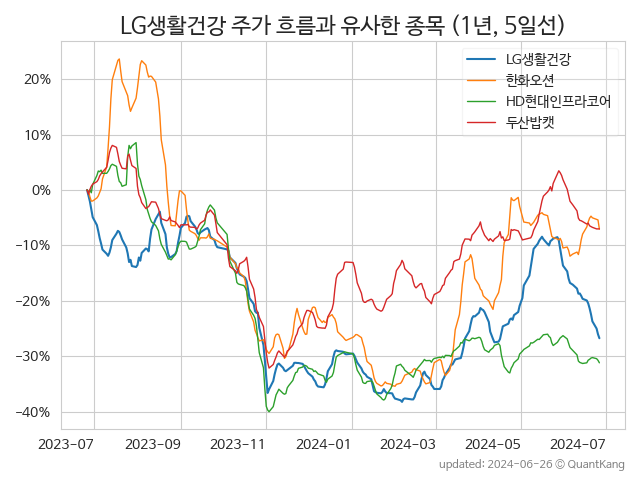 LG생활건강 주가 흐름과 유사한 종목 (1년, 5일선)
LG생활건강
한화오션
HD현대인프라코어
두산밥캣
20%
10%
0%
−10%
−20%
−30%
−40%
2023−07
2023−09
2023−11
2024−01
2024−03
2024−05
2024−07
updated: 2024-06-26 © QuantKang